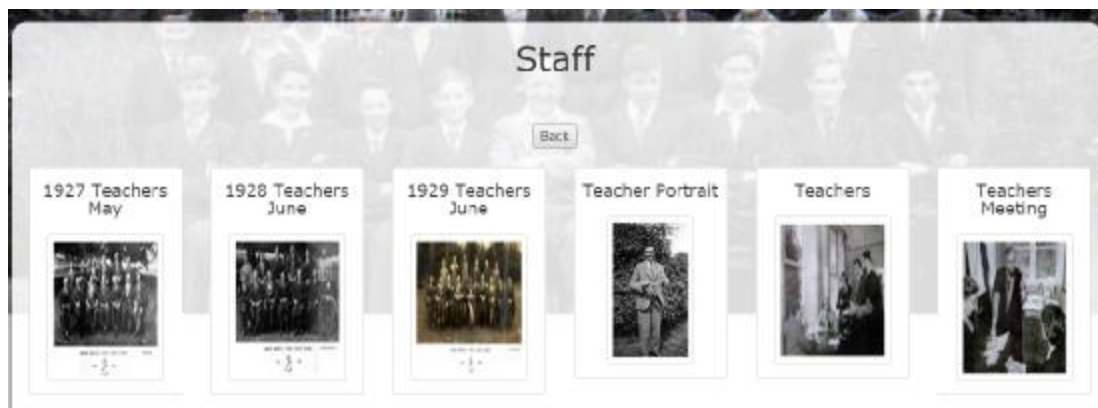 Staff
Back
1927 Teachers
May
1928 Teachers
June
1929 Teachers
June
Teacher Portrait
Teachers
Teachers
Meeting